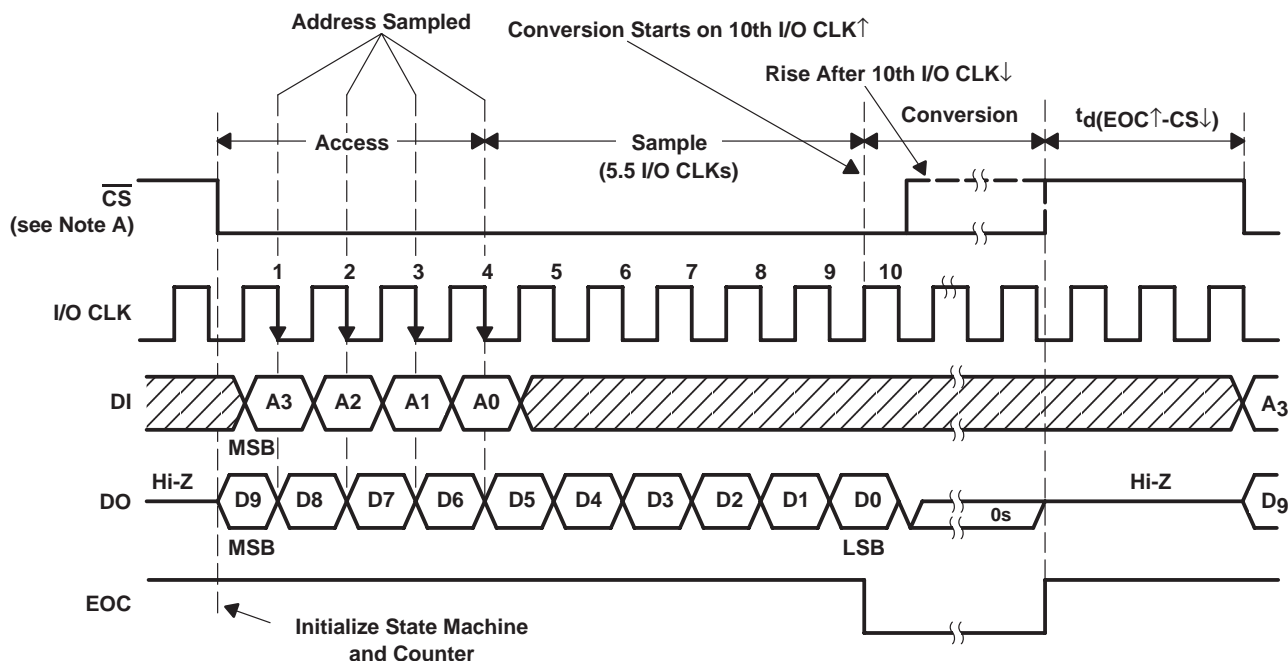 Address Sampled
Conversion Starts on 10th I/O CLK↑
Rise After 10th I/O CLK↓
Access
Sample
(5.5 I/O CLKs)
Conversion
td(EOC↑-CS↓)
CS
(see Note A)
1 2 3 4 5 6 7 8 9 10
I/O CLK
DI
A3 A2 A1 A0 A3
MSB
Hi-Z
DO
D9 D8 D7 D6 D5 D4 D3 D2 D1 D0 0s Hi-Z D9
MSB LSB
EOC
Initialize State Machine
and Counter